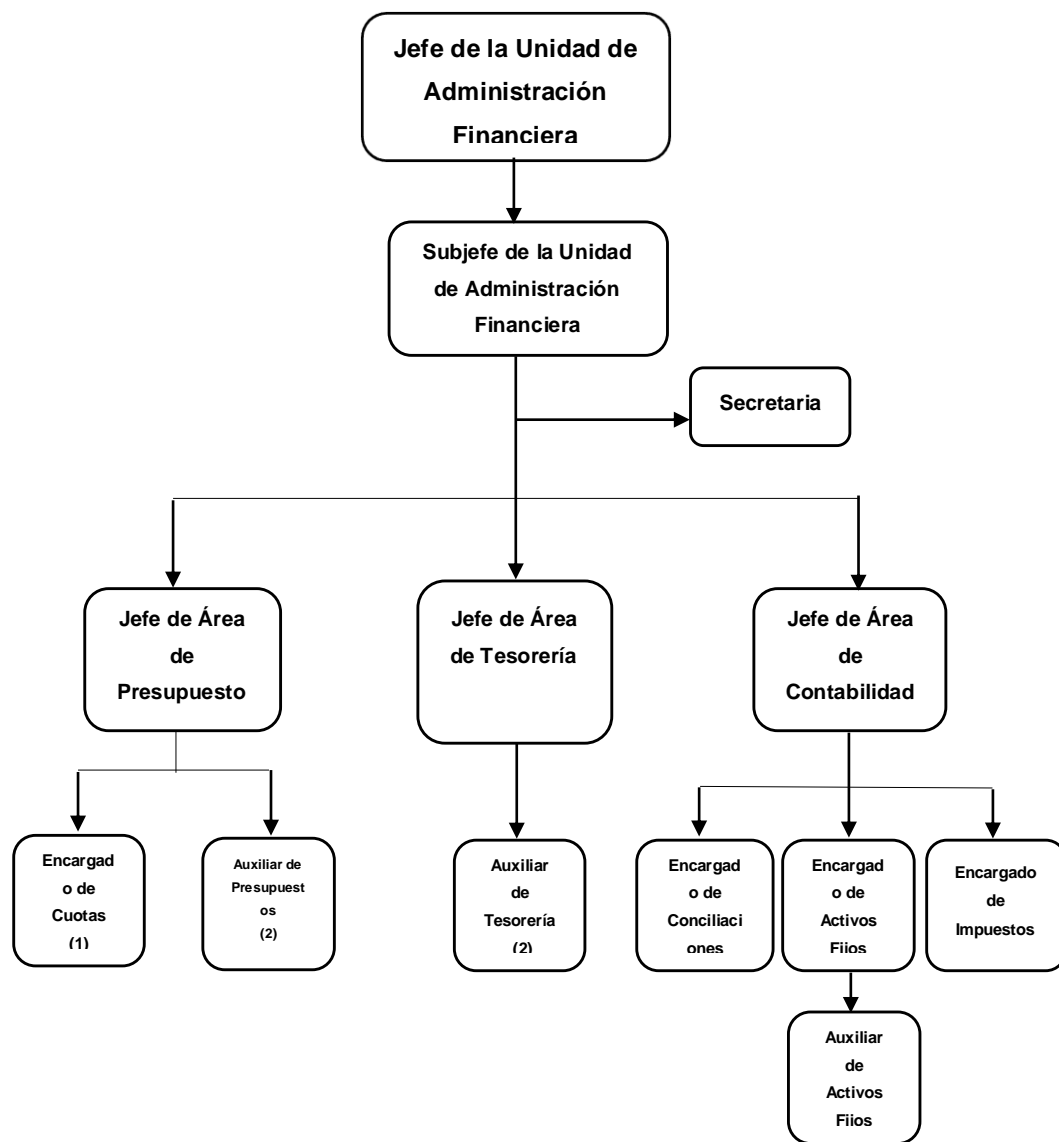 Jefe de la Unidad de
Administración
Financiera
Subjefe de la Unidad
de Administración
Financiera
Secretaria
Jefe de Área
de
Presupuesto
Jefe de Área
de Tesorería
Jefe de Área
de
Contabilidad
Encargad
o de
Cuotas
(1)
Auxiliar de
Presupuest
os
(2)
Auxiliar
de
Tesorería
(2)
Encargad
o de
Conciliaci
ones
Encargad
o de
Activos
Fijos
Encargado
de
Impuestos
Auxiliar
de
Activos
Fijos